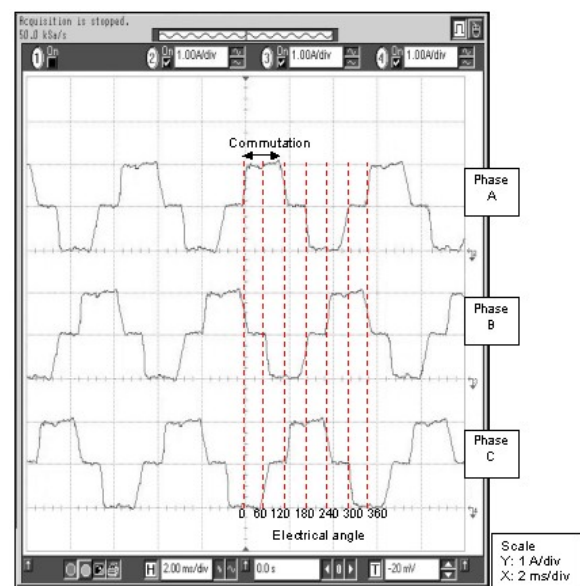 Acquisition is stopped.
50.0 kSa/s
1 On 2 On 1.00A/div 3 On 1.00A/div 4 On 1.00A/div
Commutation
Phase
A
Phase
B
Phase
C
0 60 120 180 240 300 360
Electrical angle
H 2.00 ms/div 0.0 s 0 T -20 mV
Scale
Y: 1 A/div
X: 2 ms/div